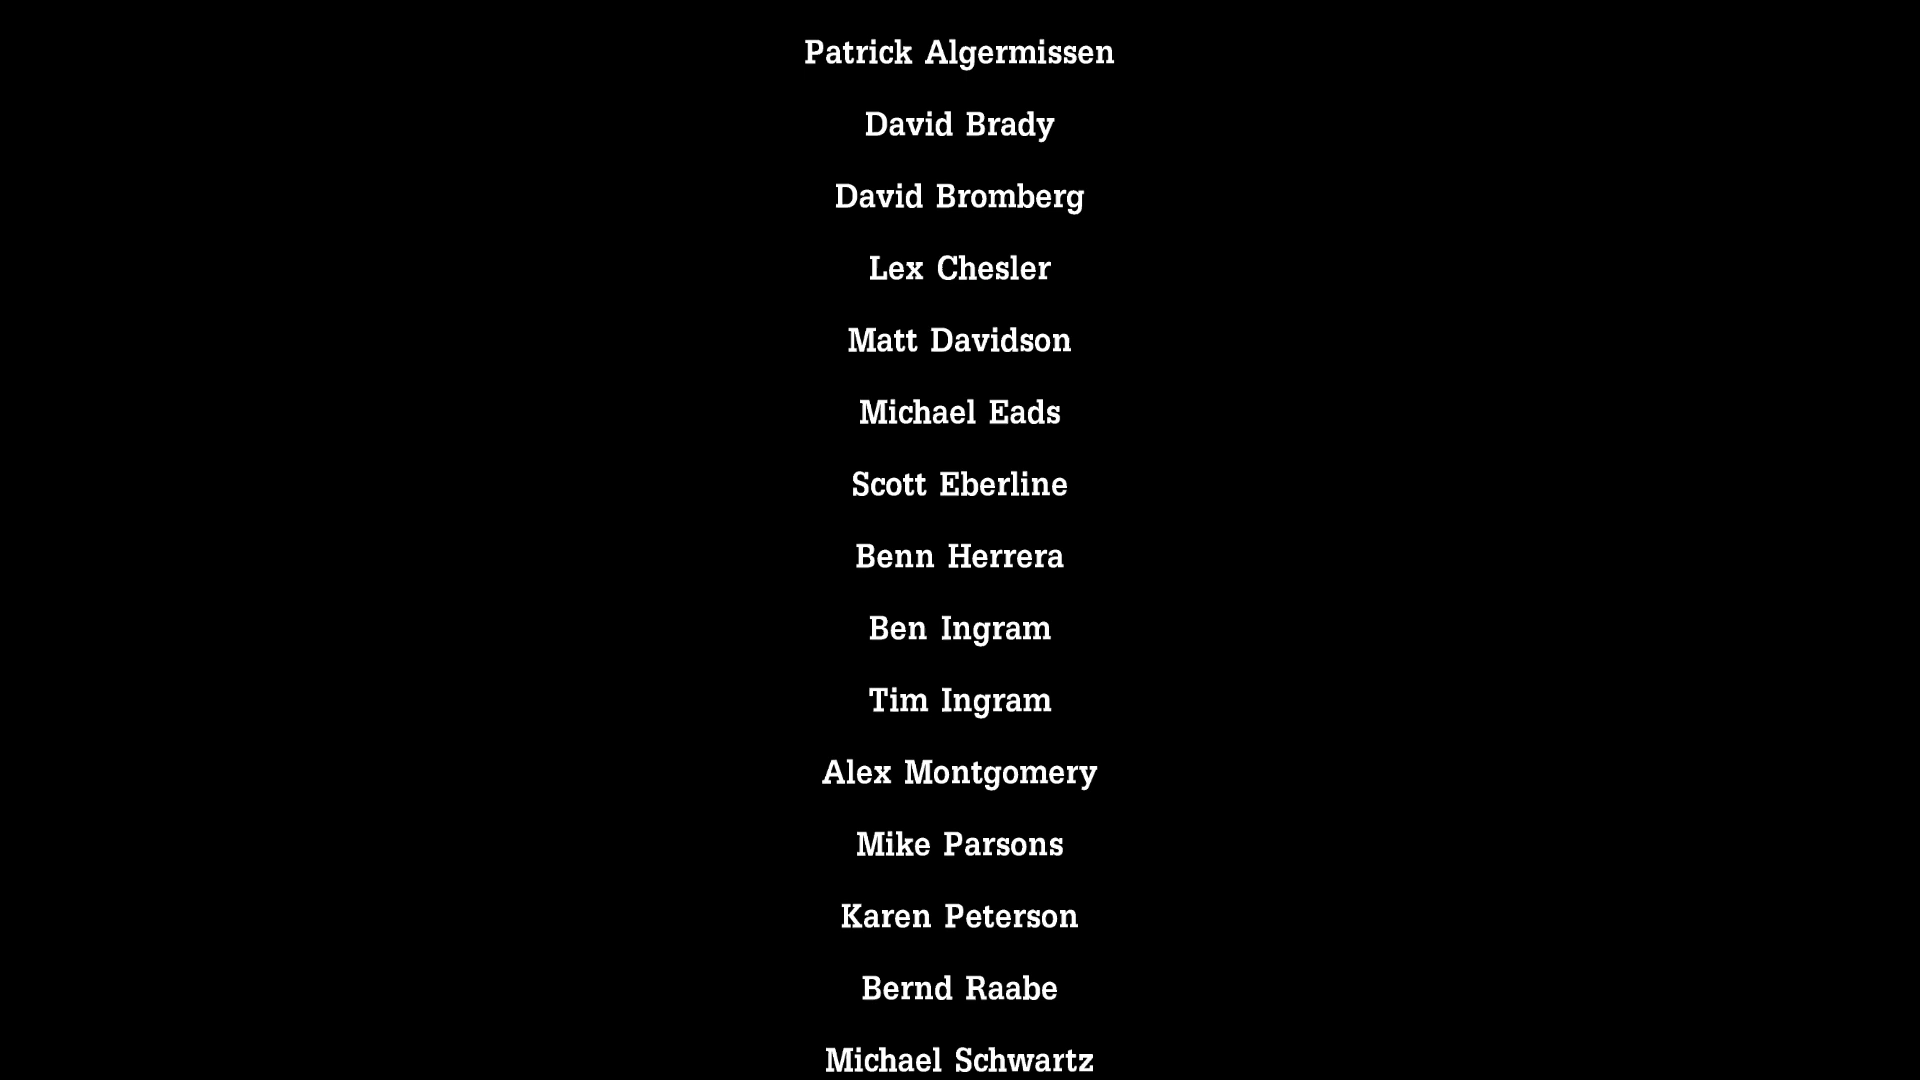 Patrick Algermissen
David Brady
David Bromberg
Lex Chesler
Matt Davidson
Michael Eads
Scott Eberline
Benn Herrera
Ben Ingram
Tim Ingram
Alex Montgomery
Mike Parsons
Karen Peterson
Bernd Raabe
Michael Schwartz